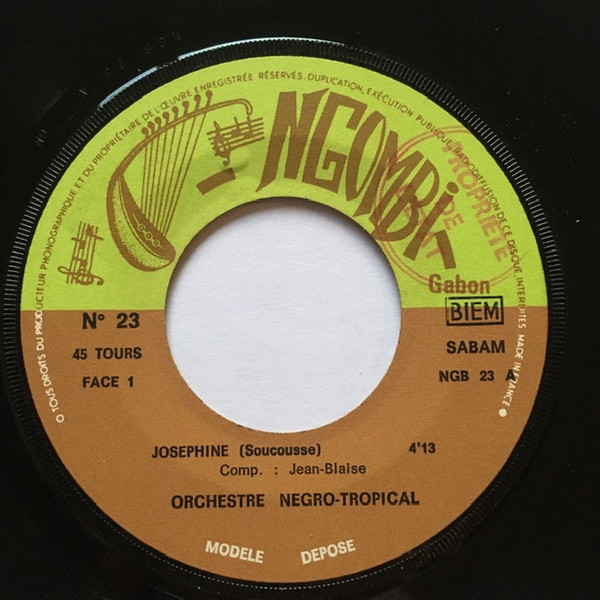 O TOUS DROITS DU PRODUCTEUR PHONOGRAPHIQUE ET DU PROPRIÉTAIRE DE L'ŒUVRE ENREGISTRÉE RÉSERVÉS. DUPLICATION, EXÉCUTION PUBLIQUE, RADIODIFFUSION DE CE DISQUE INTERDITES MADE IN FRANCE
NGOMBI
PROPRIETE
DE
Gabon
BIEM
N° 23
45 TOURS
FACE 1
SABAM
NGB 23 A
JOSEPHINE (Soucousse) 4'13
Comp. : Jean-Blaise
ORCHESTRE NEGRO-TROPICAL
MODELE DEPOSE